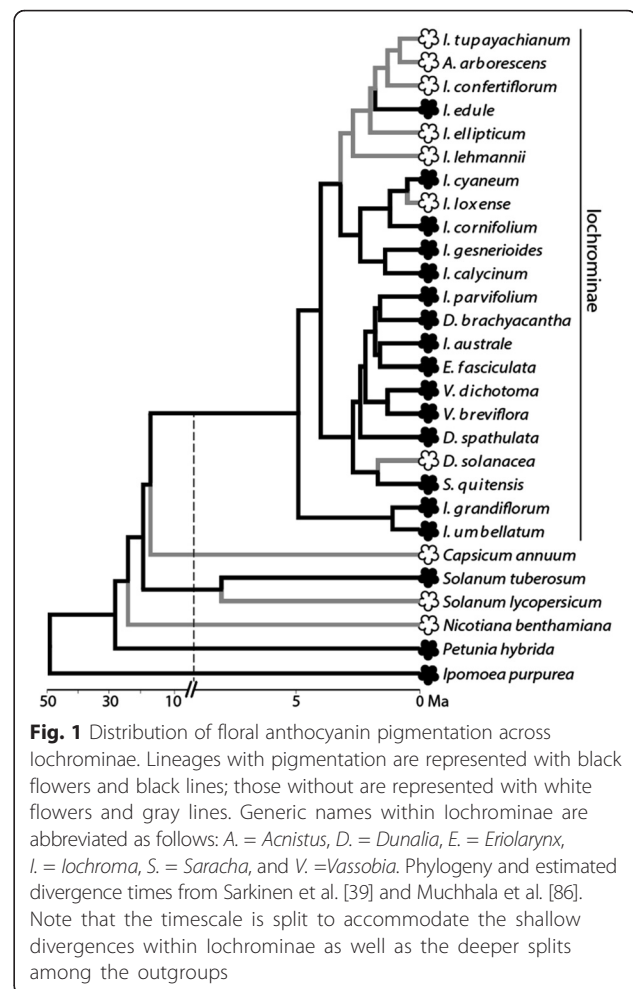 I. tupayachianum
A. arborescens
I. confertiflorum
I. edule
I. ellipticum
I. lehmannii
I. cyaneum
I. loxense
I. cornifolium
I. gesnerioides
I. calycinum
I. parvifolium
D. brachyacantha
I. australe
E. fasciculata
V. dichotoma
V. breviflora
D. spathulata
D. solanacea
S. quitensis
I. grandiflorum
I. umbellatum
Iochrominae
Capsicum annuum
Solanum tuberosum
Solanum lycopersicum
Nicotiana benthamiana
Petunia hybrida
Ipomoea purpurea
50 30 10 5 0 Ma
Fig. 1 Distribution of floral anthocyanin pigmentation across
Iochrominae. Lineages with pigmentation are represented with black
flowers and black lines; those without are represented with white
flowers and gray lines. Generic names within Iochrominae are
abbreviated as follows: A. = Acnistus, D. = Dunalia, E. = Eriolarynx,
I. = Iochroma, S. = Saracha, and V. =Vassobia. Phylogeny and estimated
divergence times from Sarkinen et al. [39] and Muchhala et al. [86].
Note that the timescale is split to accommodate the shallow
divergences within Iochrominae as well as the deeper splits
among the outgroups